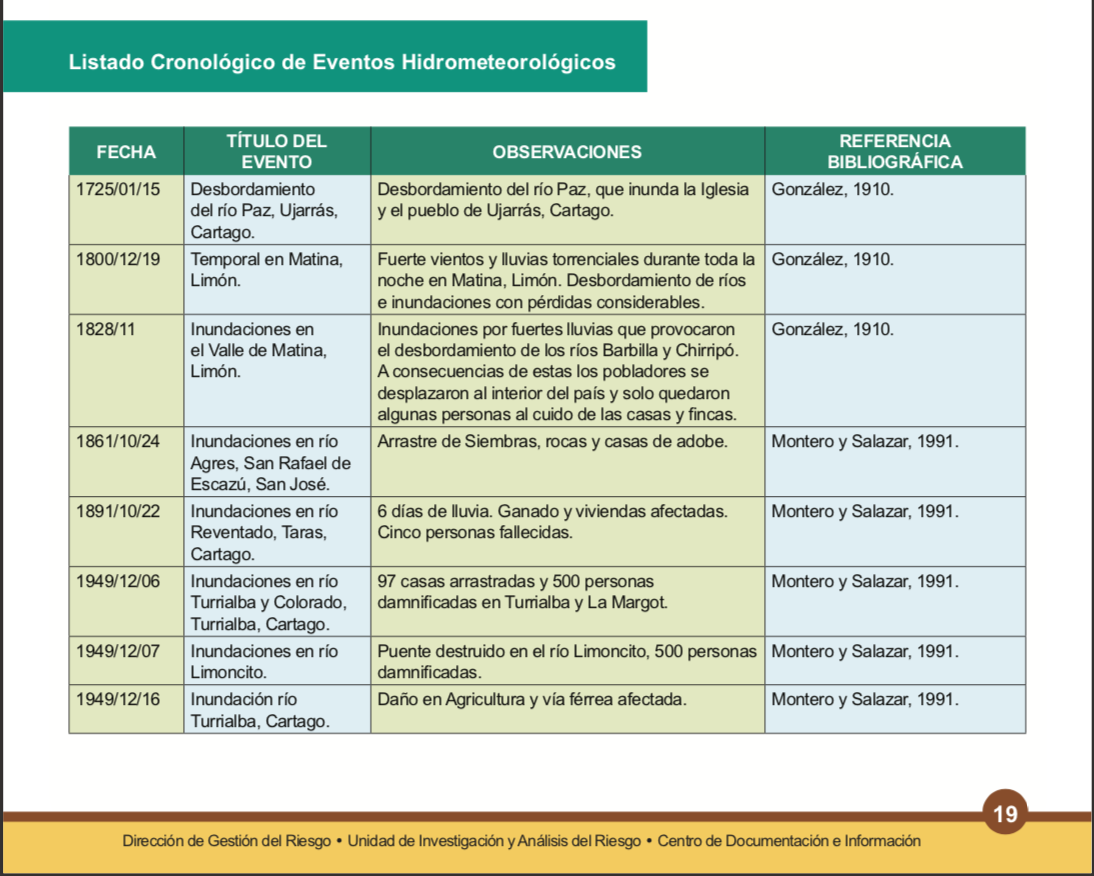 Listado Cronológico de Eventos Hidrometeorológicos
FECHA
TÍTULO DEL
EVENTO
OBSERVACIONES
REFERENCIA
BIBLIOGRÁFICA
1725/01/15
Desbordamiento
del río Paz, Ujarrás,
Cartago.
Desbordamiento del río Paz, que inunda la Iglesia
y el pueblo de Ujarrás, Cartago.
González, 1910.
1800/12/19
Temporal en Matina,
Limón.
Fuerte vientos y lluvias torrenciales durante toda la
noche en Matina, Limón. Desbordamiento de ríos
e inundaciones con pérdidas considerables.
González, 1910.
1828/11
Inundaciones en
el Valle de Matina,
Limón.
Inundaciones por fuertes lluvias que provocaron
el desbordamiento de los ríos Barbilla y Chirripó.
A consecuencias de estas los pobladores se
desplazaron al interior del país y solo quedaron
algunas personas al cuido de las casas y fincas.
González, 1910.
1861/10/24
Inundaciones en río
Agres, San Rafael de
Escazú, San José.
Arrastre de Siembras, rocas y casas de adobe.
Montero y Salazar, 1991.
1891/10/22
Inundaciones en río
Reventado, Taras,
Cartago.
6 días de lluvia. Ganado y viviendas afectadas.
Cinco personas fallecidas.
Montero y Salazar, 1991.
1949/12/06
Inundaciones en río
Turrialba y Colorado,
Turrialba, Cartago.
97 casas arrastradas y 500 personas
damnificadas en Turrialba y La Margot.
Montero y Salazar, 1991.
1949/12/07
Inundaciones en río
Limoncito.
Puente destruido en el río Limoncito, 500 personas
damnificadas.
Montero y Salazar, 1991.
1949/12/16
Inundación río
Turrialba, Cartago.
Daño en Agricultura y vía férrea afectada.
Montero y Salazar, 1991.
19
Dirección de Gestión del Riesgo • Unidad de Investigación y Análisis del Riesgo • Centro de Documentación e Información